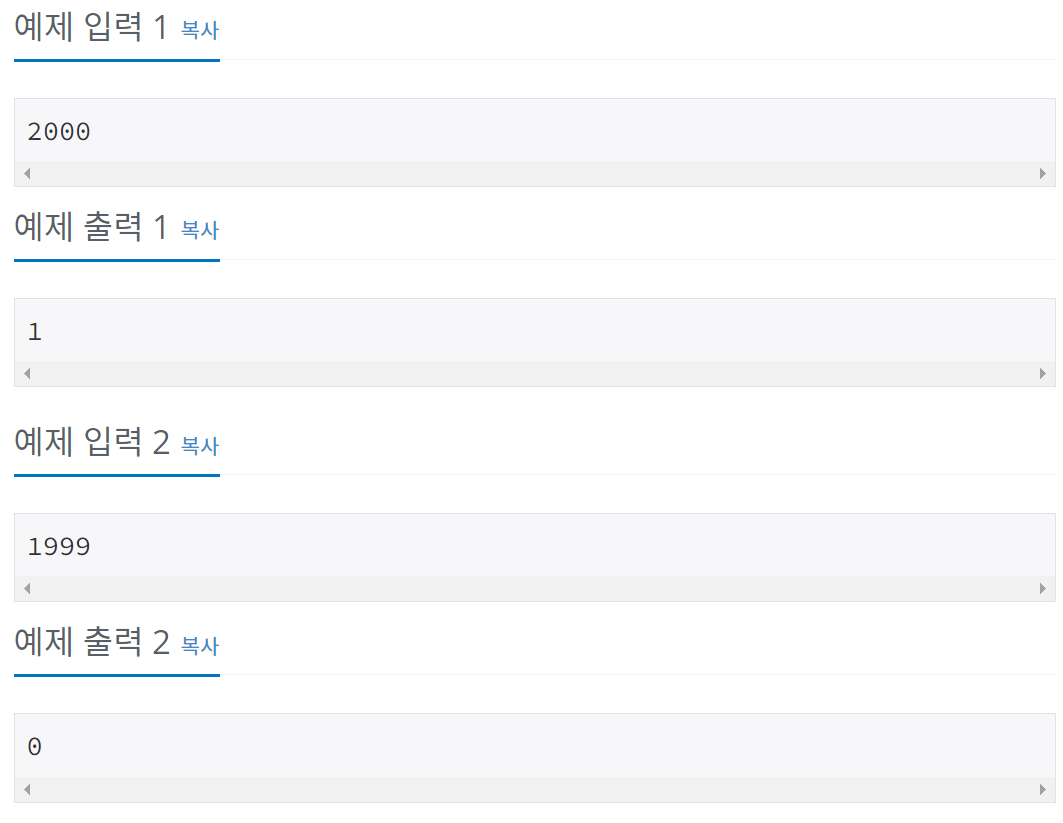 예제 입력 1 복사
2000
예제 출력 1 복사
1
예제 입력 2 복사
1999
예제 출력 2 복사
0